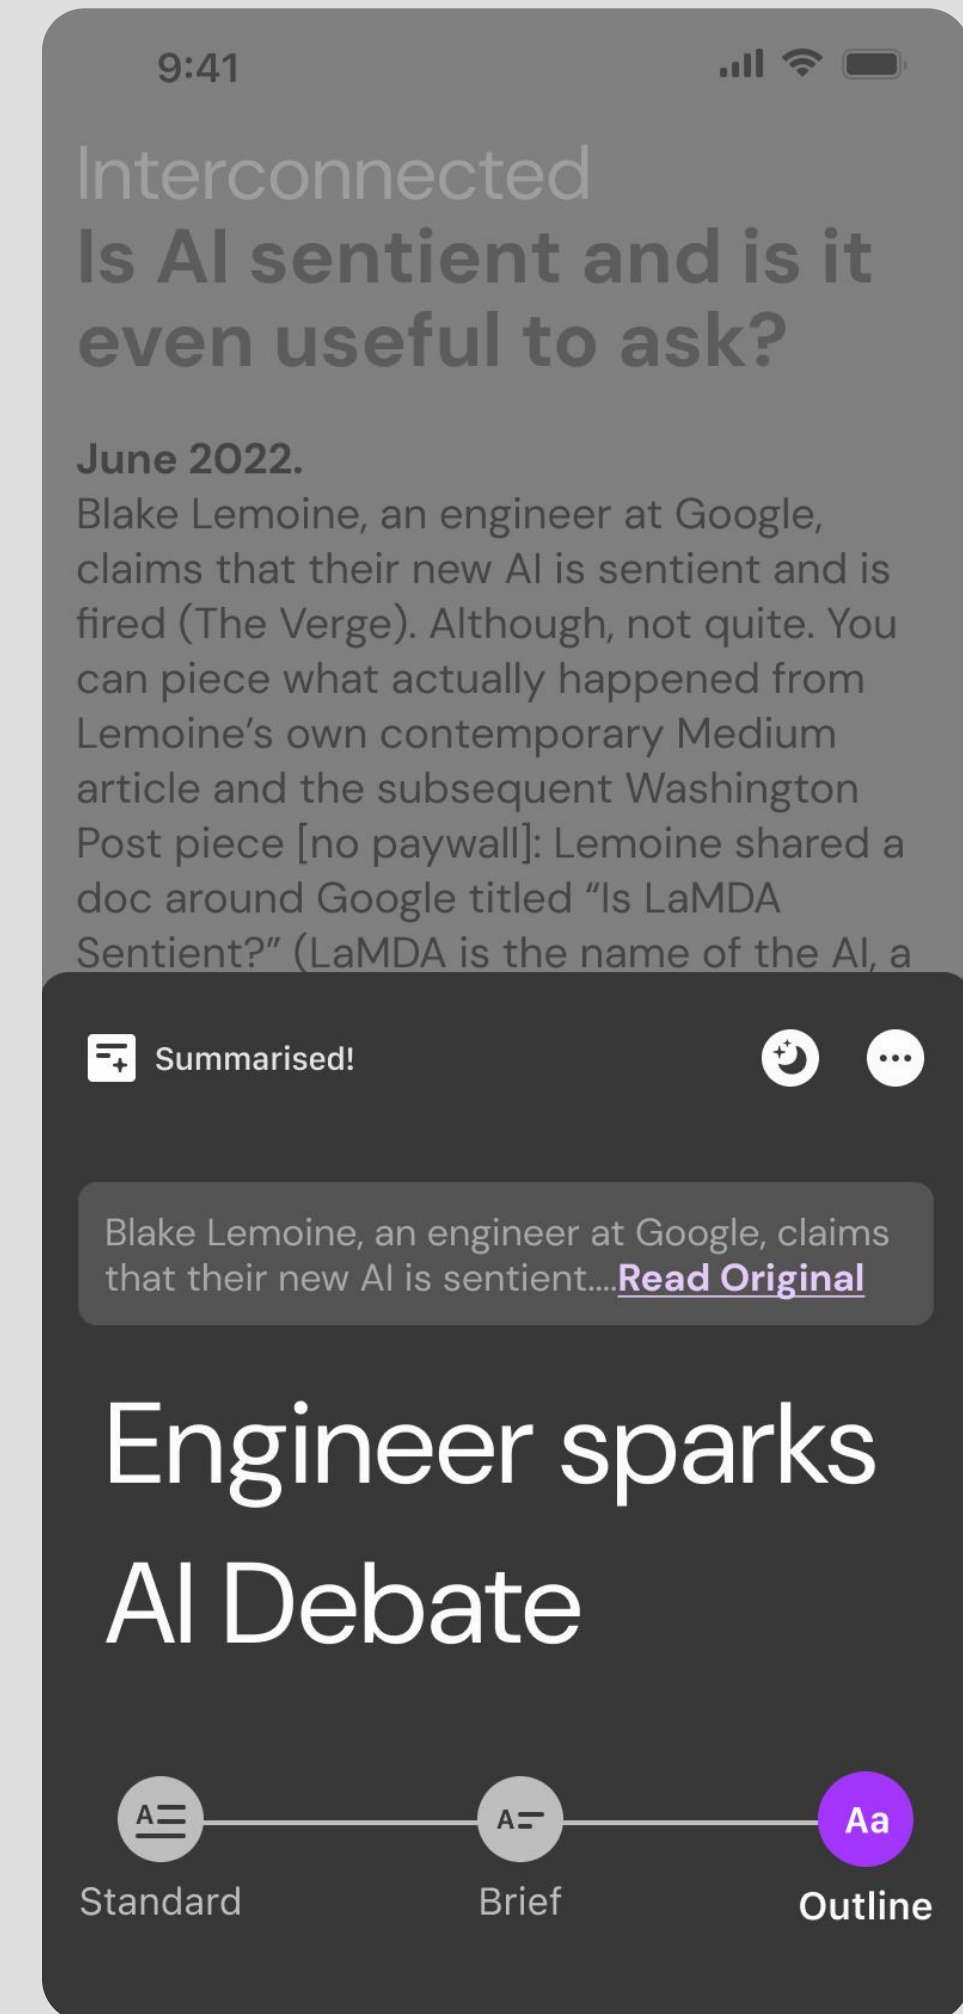 9:41
Interconnected
Is AI sentient and is it
even useful to ask?
June 2022.
Blake Lemoine, an engineer at Google,
claims that their new AI is sentient and is
fired (The Verge). Although, not quite. You
can piece what actually happened from
Lemoine’s own contemporary Medium
article and the subsequent Washington
Post piece [no paywall]: Lemoine shared a
doc around Google titled “Is LaMDA
Sentient?” (LaMDA is the name of the AI, a
Summarised!
Blake Lemoine, an engineer at Google, claims
that their new AI is sentient....Read Original
Engineer sparks
AI Debate
A A Aa
Standard Brief Outline